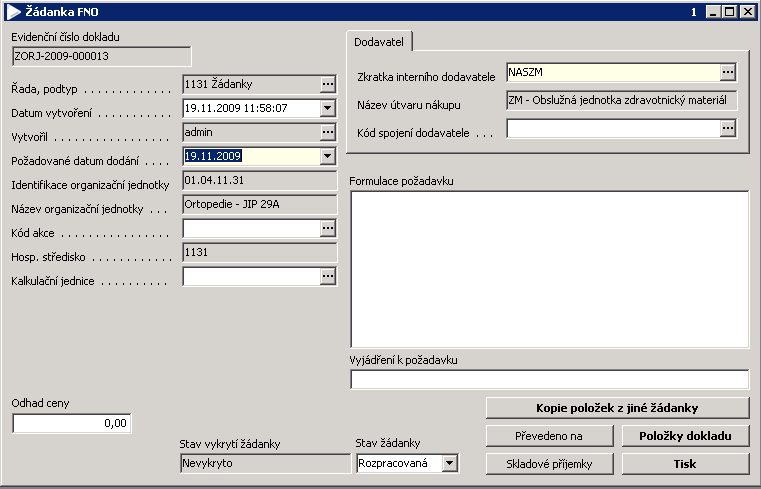 Žádanka FNO 1
Evidenční číslo dokladu
ZORJ-2009-000013
Řada, podtyp . . . . . . . . . . . . 1131 Žádanky ...
Datum vytvoření . . . . . . . . . . 19.11.2009 11:58:07
Vytvořil . . . . . . . . . . . . . . . . . admin ...
Požadované datum dodání . . . . 19.11.2009
Identifikace organizační jednotky 01.04.11.31
Název organizační jednotky . . . Ortopedie - JIP 29A
Kód akce . . . . . . . . . . . . . . . . ...
Hosp. středisko . . . . . . . . . . . . 1131
Kalkulační jednice . . . . . . . . . . ...
Dodavatel
Zkratka interního dodavatele NASZM ...
Název útvaru nákupu ZM - Obslužná jednotka zdravotnický materiál
Kód spojení dodavatele . . . ...
Formulace požadavku
Vyjádření k požadavku
Odhad ceny
0,00
Stav vykrytí žádanky
Nevykryto
Stav žádanky
Rozpracovaná
Kopie položek z jiné žádanky
Převedeno na Položky dokladu
Skladové příjemky Tisk